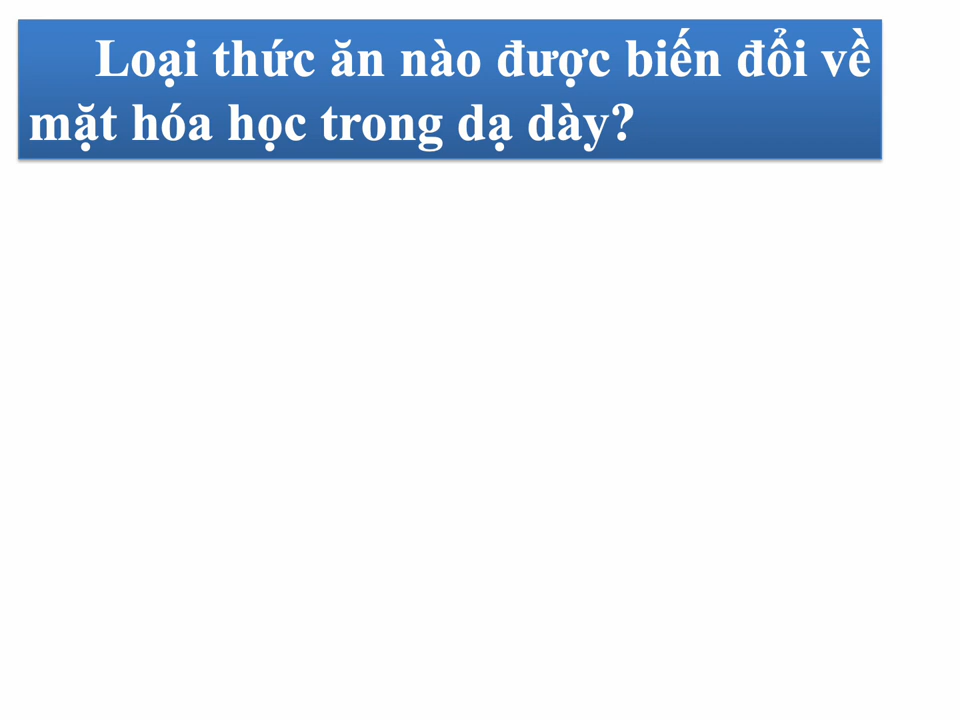 Loại thức ăn nào được biến đổi về
mặt hóa học trong dạ dày?